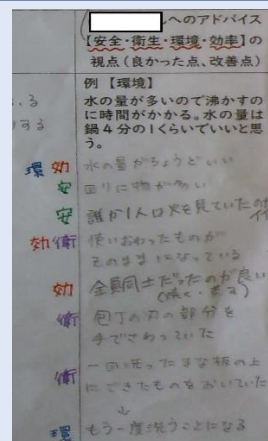 へのアドバイス
【安全・衛生・環境・効率】の
視点（良かった点、改善点）
例 【環境】
水の量が多いので沸かすの
に時間がかかる。水の量は
鍋４分の１くらいでいいと思
う。
いる
する
環 効 水の量がちょうどいい
安 回りに物が多い
安 誰か1人は火を見ていたの
効 衛 使いおわったものが
そのままになっている
効 全員同士だったのが良い
衛 包丁の刃の部分を
手でさわっていた
衛 一回洗ったまな板の上
にできたものをおいていた
↓
環 もう一度洗うことになる